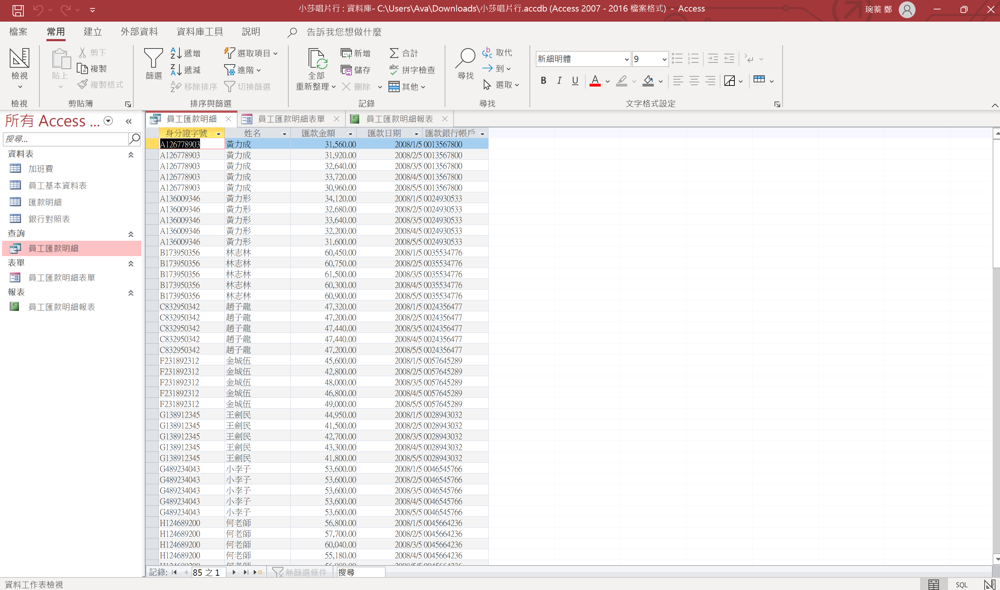 小莎唱片行 : 資料庫- C:\Users\Ava\Downloads\小莎唱片行.accdb (Access 2007 - 2016 檔案格式) - Access
琬蓁 鄭
檔案 常用 建立 外部資料 資料庫工具 說明 告訴我您想做什麼
檢視
檢視
貼上
剪下
複製
複製格式
剪貼簿
篩選
遞增
遞減
移除排序
選取項目
進階
切換篩選
排序與篩選
全部
重新整理
新增
儲存
刪除
合計
拼字檢查
其他
記錄
尋找
取代
到
選取
尋找
新細明體 9
B I U A
文字格式設定
所有 Access ...
搜尋...
資料表
加班費
員工基本資料表
匯款明細
銀行對照表
查詢
員工匯款明細
表單
員工匯款明細表單
報表
員工匯款明細報表
員工匯款明細 員工匯款明細表單 員工匯款明細報表
身分證字號 姓名 匯款金額 匯款日期 匯款銀行帳戶
A126778903 黃力成 31,560.00 2008/1/5 0013567800
A126778903 黃力成 31,920.00 2008/2/5 0013567800
A126778903 黃力成 32,640.00 2008/3/5 0013567800
A126778903 黃力成 33,720.00 2008/4/5 0013567800
A126778903 黃力成 30,960.00 2008/5/5 0013567800
A136009346 黃力形 34,120.00 2008/1/5 0024930533
A136009346 黃力形 32,680.00 2008/2/5 0024930533
A136009346 黃力形 33,640.00 2008/3/5 0024930533
A136009346 黃力形 32,200.00 2008/4/5 0024930533
A136009346 黃力形 31,600.00 2008/5/5 0024930533
B173950356 林志林 60,450.00 2008/1/5 0035534776
B173950356 林志林 60,750.00 2008/2/5 0035534776
B173950356 林志林 61,500.00 2008/3/5 0035534776
B173950356 林志林 60,300.00 2008/4/5 0035534776
B173950356 林志林 60,900.00 2008/5/5 0035534776
C832950342 趙子龍 47,320.00 2008/1/5 0024356477
C832950342 趙子龍 47,200.00 2008/2/5 0024356477
C832950342 趙子龍 47,440.00 2008/3/5 0024356477
C832950342 趙子龍 47,440.00 2008/4/5 0024356477
C832950342 趙子龍 47,200.00 2008/5/5 0024356477
F231892312 金城伍 45,600.00 2008/1/5 0057645289
F231892312 金城伍 42,800.00 2008/2/5 0057645289
F231892312 金城伍 48,000.00 2008/3/5 0057645289
F231892312 金城伍 46,800.00 2008/4/5 0057645289
F231892312 金城伍 49,000.00 2008/5/5 0057645289
G138912345 王劍民 44,950.00 2008/1/5 0028943032
G138912345 王劍民 41,500.00 2008/2/5 0028943032
G138912345 王劍民 42,700.00 2008/3/5 0028943032
G138912345 王劍民 43,300.00 2008/4/5 0028943032
G138912345 王劍民 41,800.00 2008/5/5 0028943032
G489234043 小李子 53,600.00 2008/1/5 0046545766
G489234043 小李子 53,600.00 2008/2/5 0046545766
G489234043 小李子 53,600.00 2008/3/5 0046545766
G489234043 小李子 53,600.00 2008/4/5 0046545766
G489234043 小李子 53,600.00 2008/5/5 0046545766
H124689200 何老師 56,800.00 2008/1/5 0045664236
H124689200 何老師 57,700.00 2008/2/5 0045664236
H124689200 何老師 60,040.00 2008/3/5 0045664236
H124689200 何老師 55,180.00 2008/4/5 0045664236
記錄: 85 之 1 無篩選條件 搜尋
資料工作表檢視
SQL